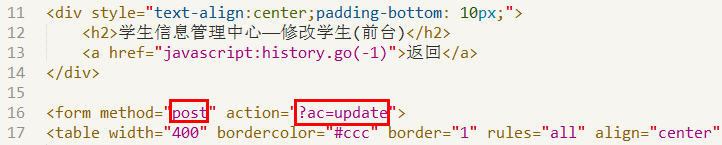 11 <div style="text-align:center;padding-bottom: 10px;">
12 <h2>学生信息管理中心—修改学生(前台)</h2>
13 <a href="javascript:history.go(-1)">返回</a>
14 </div>
15
16 <form method="post" action="?ac=update">
17 <table width="400" bordercolor="#ccc" border="1" rules="all" align="center"